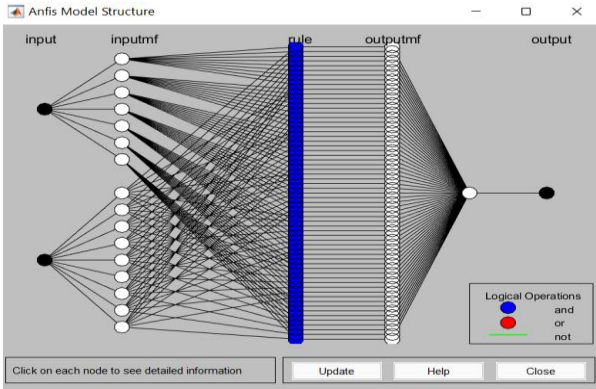 Anfis Model Structure
input inputmf rule outputmf output
Logical Operations
and
or
not
Click on each node to see detailed information
Update Help Close